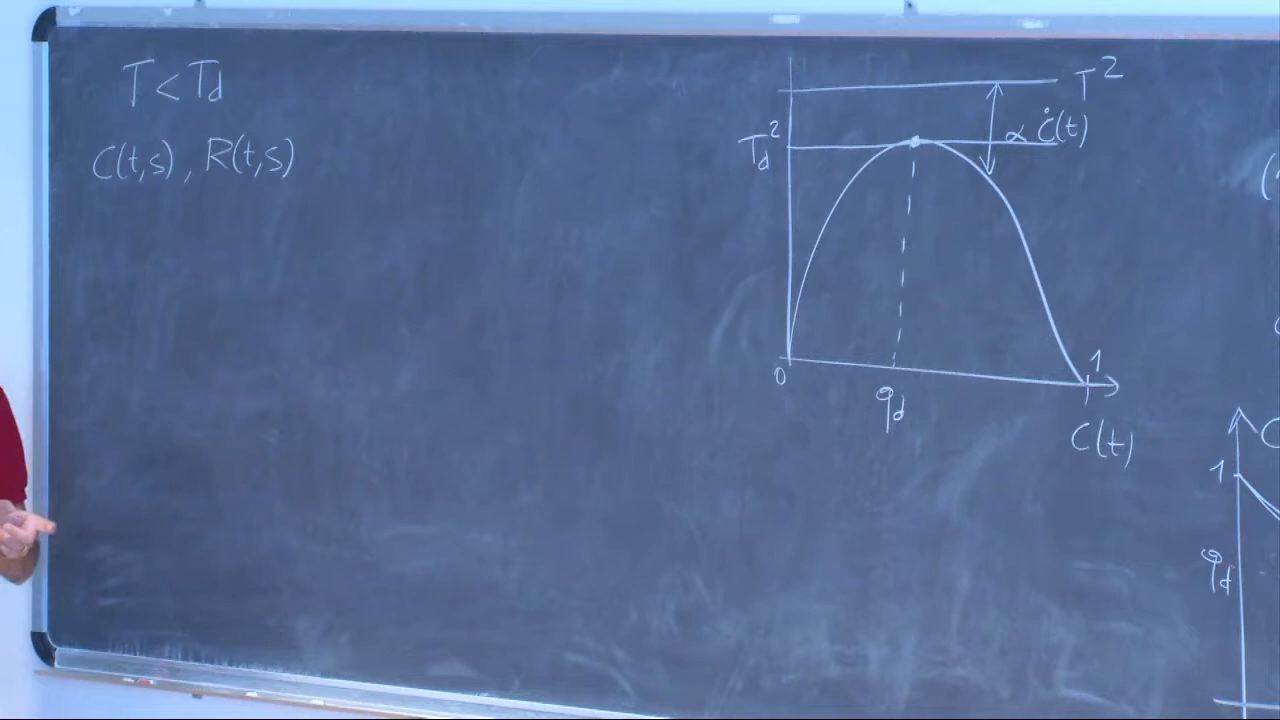 T < T_d
C(t,s), R(t,s)
T^2
T_d^2
α Ċ(t)
0
q_d
1
C(t)
1
q_d